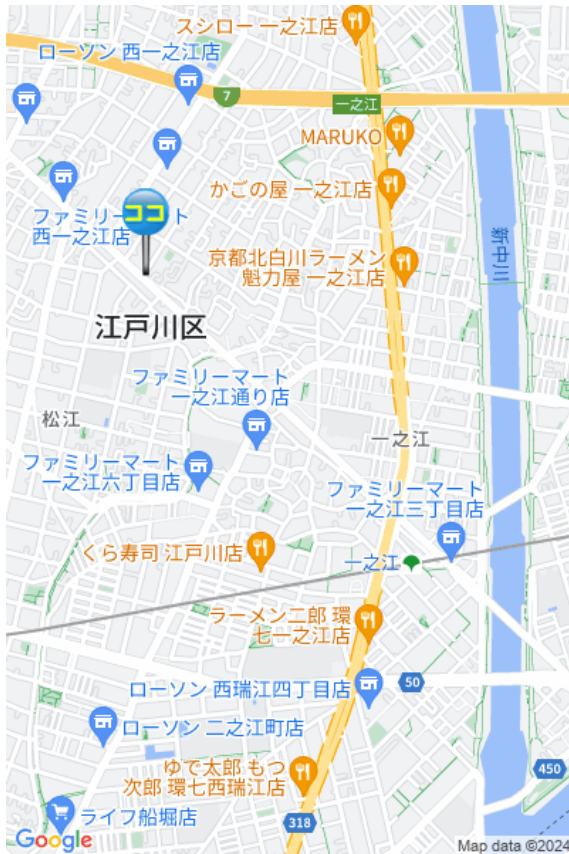 スシロー 一之江店
ローソン 西一之江店
7
一之江
MARUKO
かごの屋 一之江店
ココ
ファミリーマート
西一之江店
京都北白川ラーメン
魁力屋 一之江店
新中川
江戸川区
ファミリーマート
一之江通り店
松江
一之江
ファミリーマート
一之江六丁目店
ファミリーマート
一之江三丁目店
くら寿司 江戸川店
一之江
ラーメン二郎 環
七一之江店
ローソン 西瑞江四丁目店
50
ローソン 二之江町店
ゆで太郎 もつ
次郎 環七西瑞江店
450
ライフ船堀店
318
Google
Map data ©2024